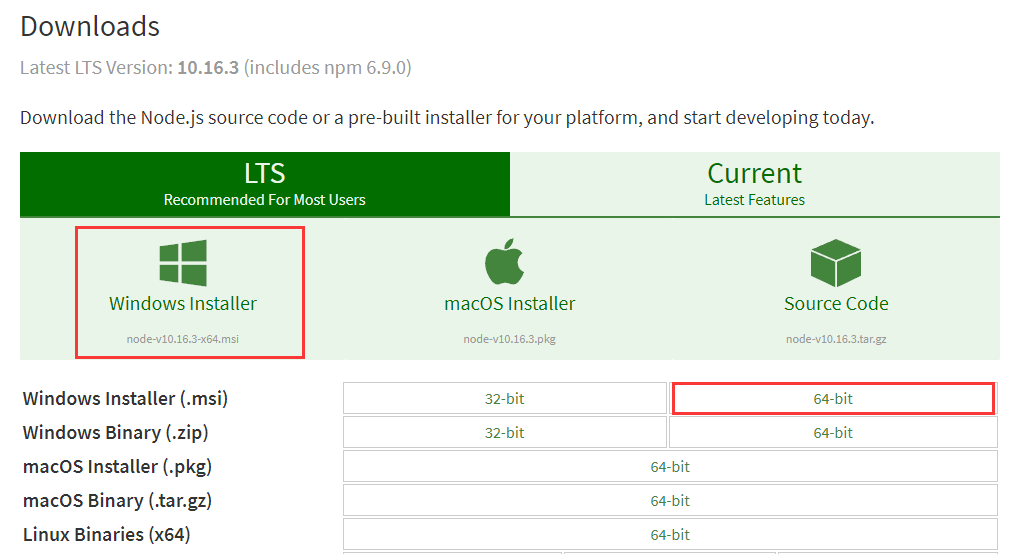 Downloads
Latest LTS Version: 10.16.3 (includes npm 6.9.0)
Download the Node.js source code or a pre-built installer for your platform, and start developing today.
LTS
Recommended For Most Users
Current
Latest Features
Windows Installer
node-v10.16.3-x64.msi
macOS Installer
node-v10.16.3.pkg
Source Code
node-v10.16.3.tar.gz
Windows Installer (.msi) 32-bit 64-bit
Windows Binary (.zip) 32-bit 64-bit
macOS Installer (.pkg) 64-bit
macOS Binary (.tar.gz) 64-bit
Linux Binaries (x64) 64-bit